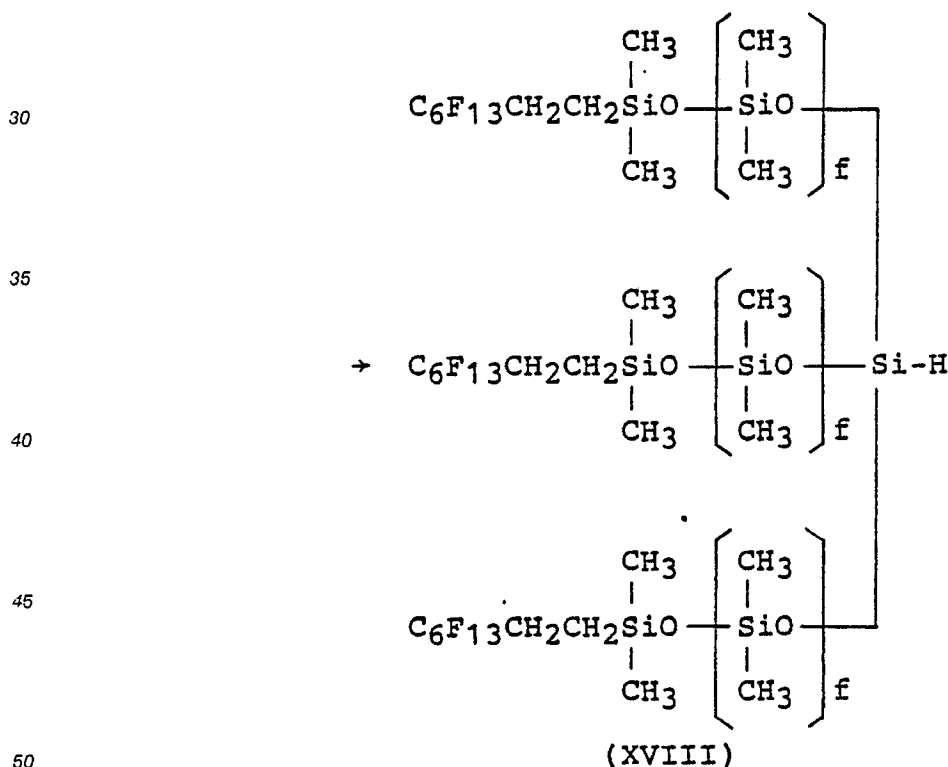 CH3 CH3
30 C6F13CH2CH2SiO SiO
CH3 CH3 f
35
CH3 CH3
→ C6F13CH2CH2SiO SiO Si-H
CH3 CH3 f
40
CH3 CH3
45 C6F13CH2CH2SiO SiO
CH3 CH3 f
50 (XVIII)